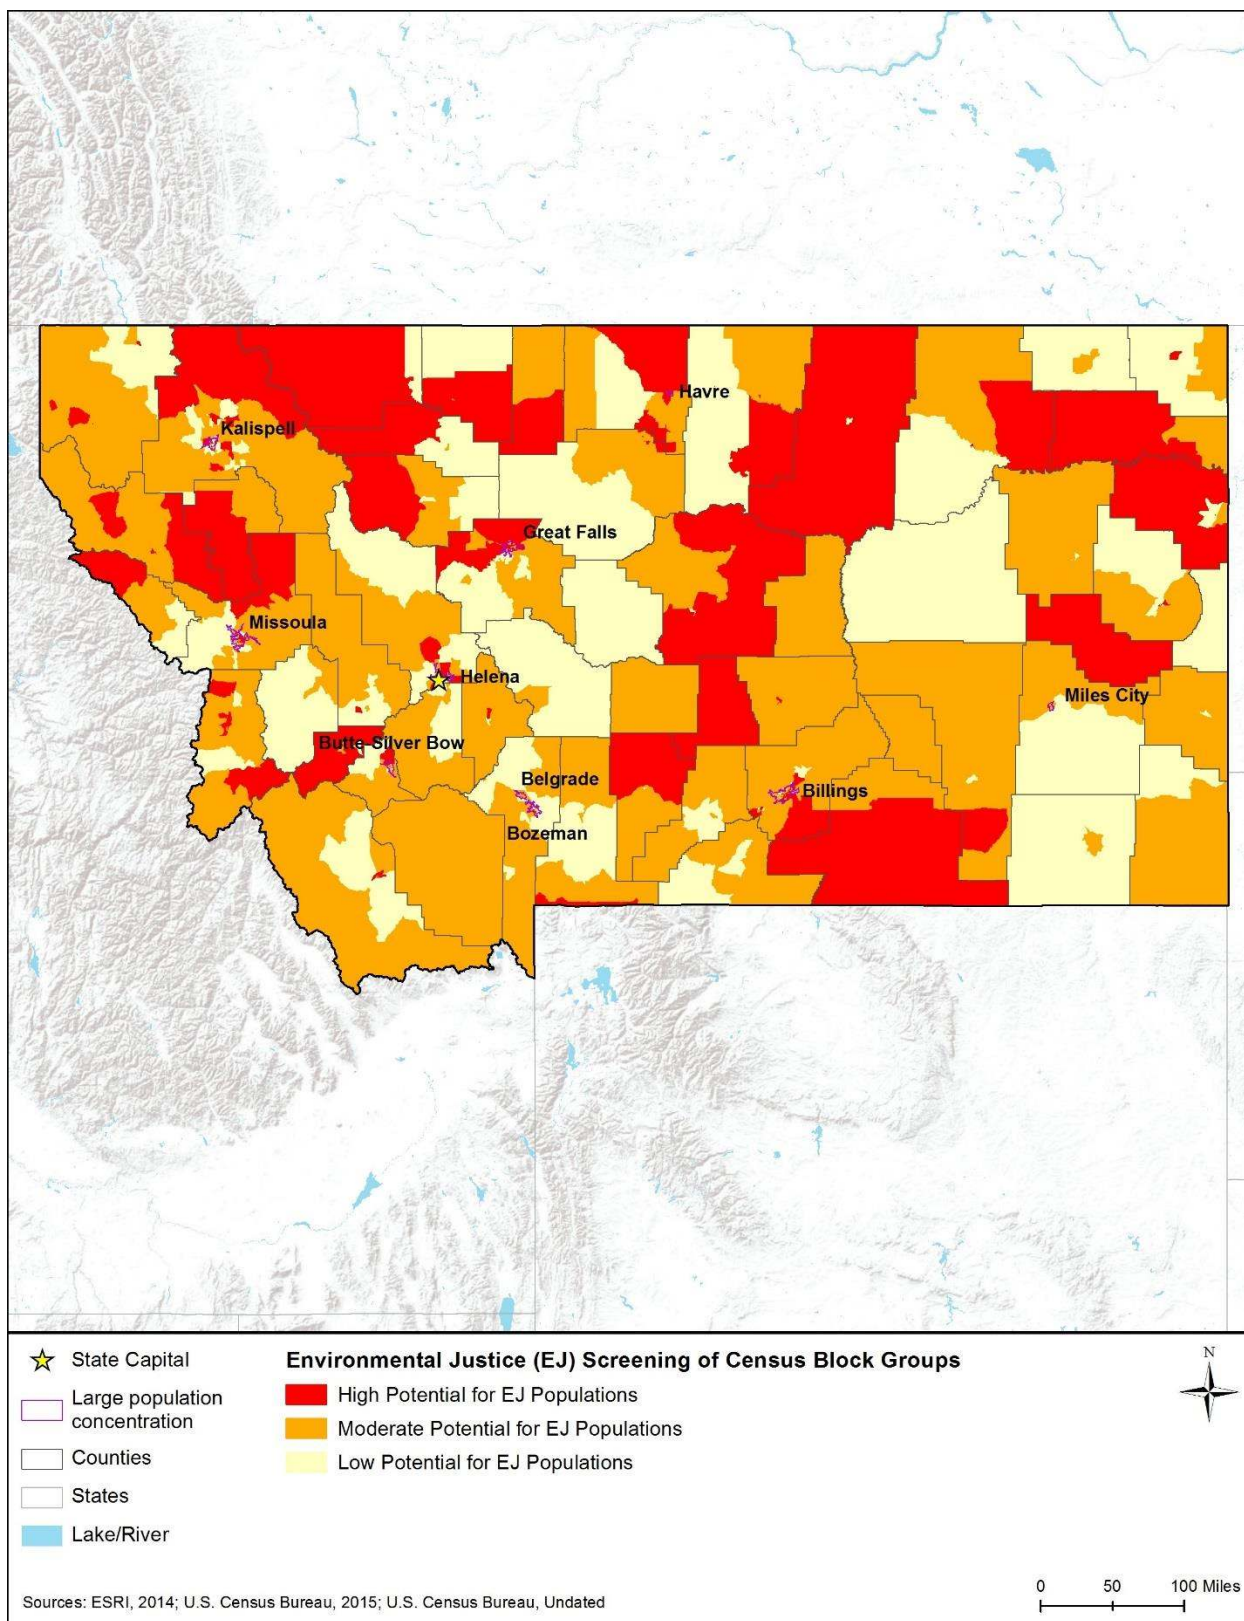 Havre
Kalispell
Great Falls
Missoula
Helena
Miles City
Butte-Silver Bow
Belgrade
Billings
Bozeman
State Capital
Large population
concentration
Counties
States
Lake/River
Environmental Justice (EJ) Screening of Census Block Groups
High Potential for EJ Populations
Moderate Potential for EJ Populations
Low Potential for EJ Populations
N
0 50 100 Miles
Sources: ESRI, 2014; U.S. Census Bureau, 2015; U.S. Census Bureau, Undated